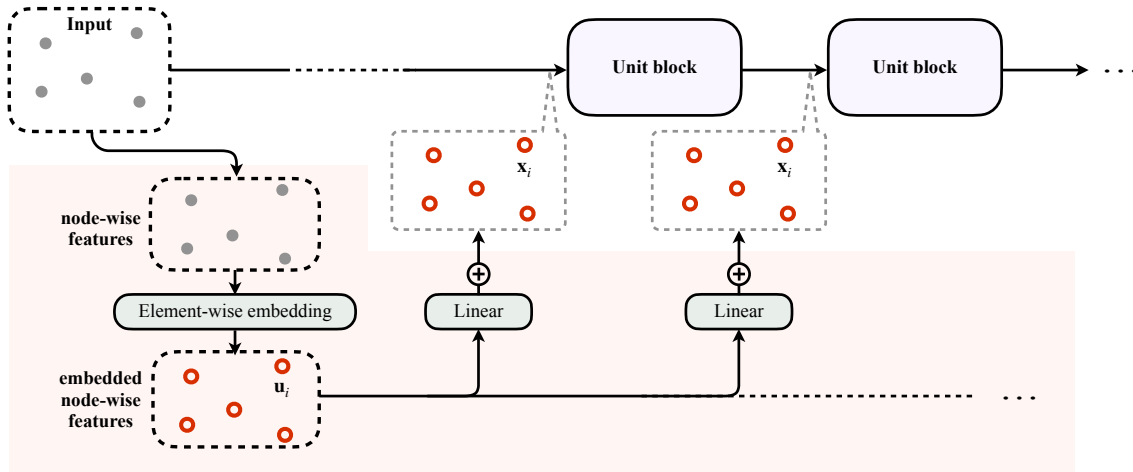 Input
Unit block
Unit block
. . .
x_i
x_i
node-wise
features
Element-wise embedding
Linear
Linear
embedded
node-wise
features
u_i
. . .